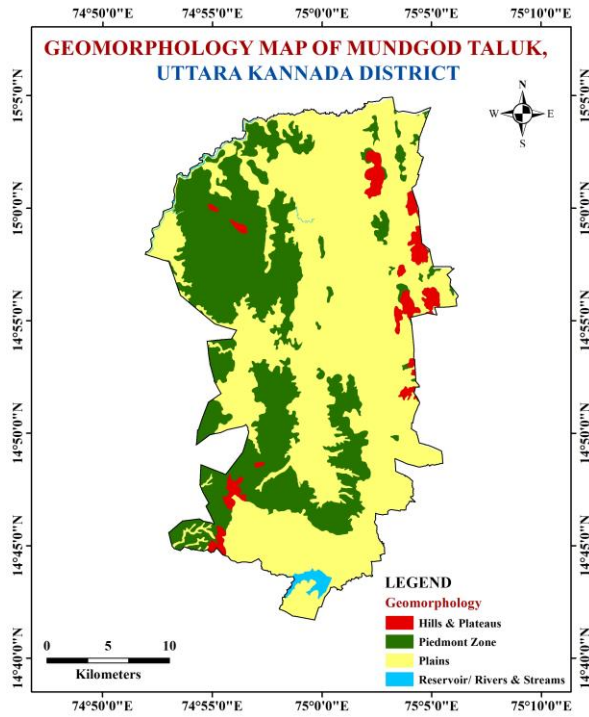 74°50'0"E 74°55'0"E 75°0'0"E 75°5'0"E 75°10'0"E
GEOMORPHOLOGY MAP OF MUNDGOD TALUK,
UTTARA KANNADA DISTRICT
N
W E
S
15°5'0"N 15°5'0"N
15°0'0"N 15°0'0"N
14°55'0"N 14°55'0"N
14°50'0"N 14°50'0"N
14°45'0"N 14°45'0"N
14°40'0"N 14°40'0"N
LEGEND
Geomorphology
Hills & Plateaus
Piedmont Zone
Plains
Reservoir/ Rivers & Streams
0 5 10
Kilometers
74°50'0"E 74°55'0"E 75°0'0"E 75°5'0"E 75°10'0"E